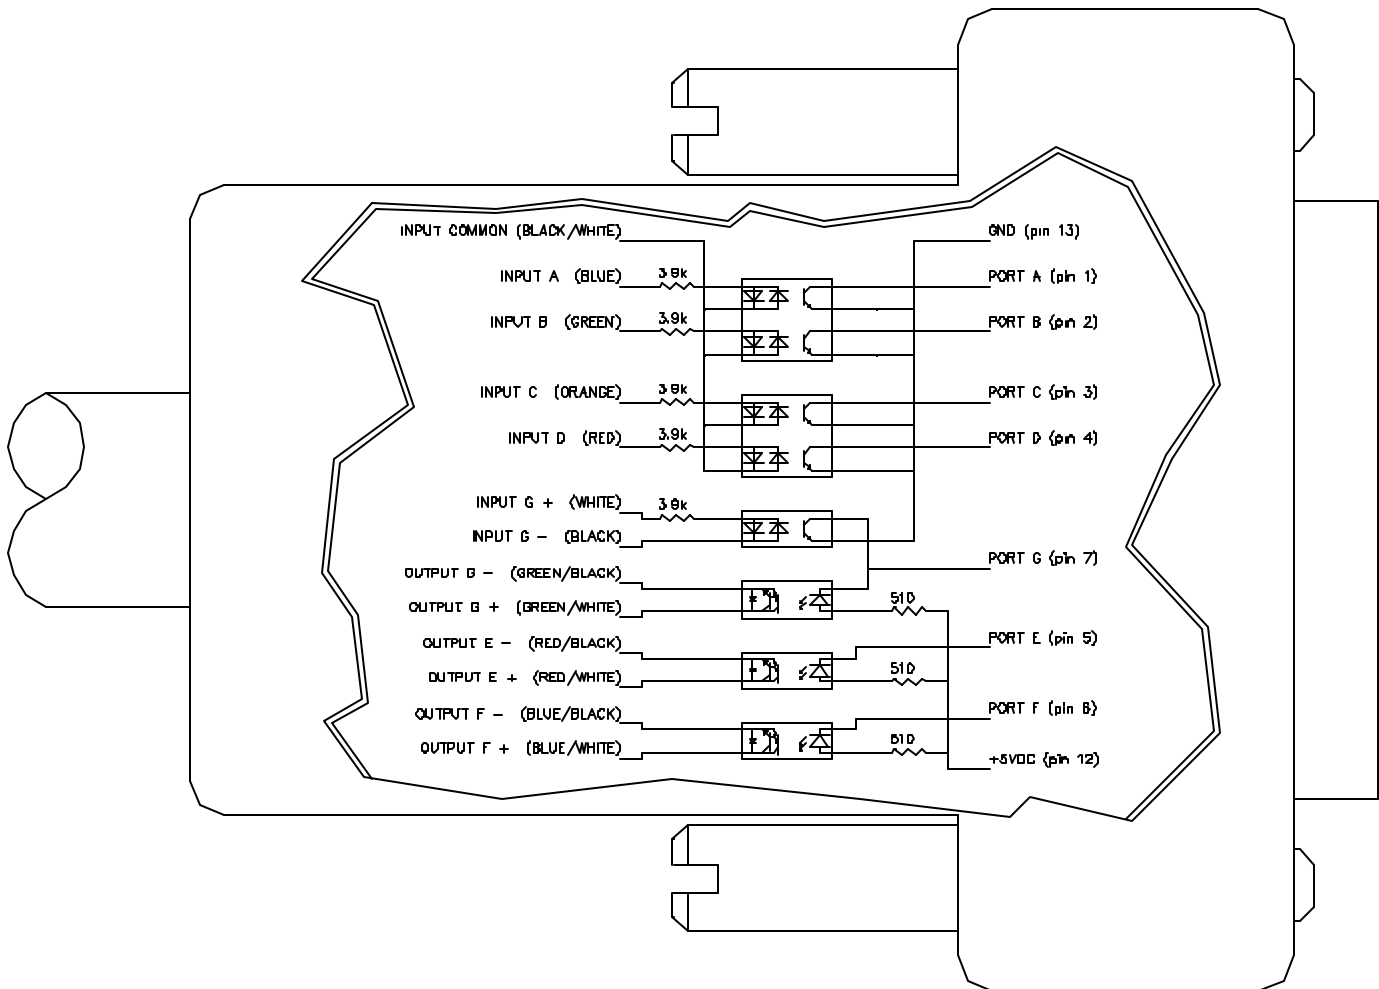 INPUT COMMON (BLACK/WHITE)
GND (pin 13)
INPUT A (BLUE)
3.9k
PORT A (pin 1)
INPUT B (GREEN)
3.9k
PORT B (pin 2)
INPUT C (ORANGE)
3.9k
PORT C (pin 3)
INPUT D (RED)
3.9k
PORT D (pin 4)
INPUT G + (WHITE)
3.9k
INPUT G - (BLACK)
PORT G (pin 7)
OUTPUT G - (GREEN/BLACK)
OUTPUT G + (GREEN/WHITE)
510
OUTPUT E - (RED/BLACK)
PORT E (pin 5)
OUTPUT E + (RED/WHITE)
510
OUTPUT F - (BLUE/BLACK)
PORT F (pin 6)
OUTPUT F + (BLUE/WHITE)
510
+5VDC (pin 12)